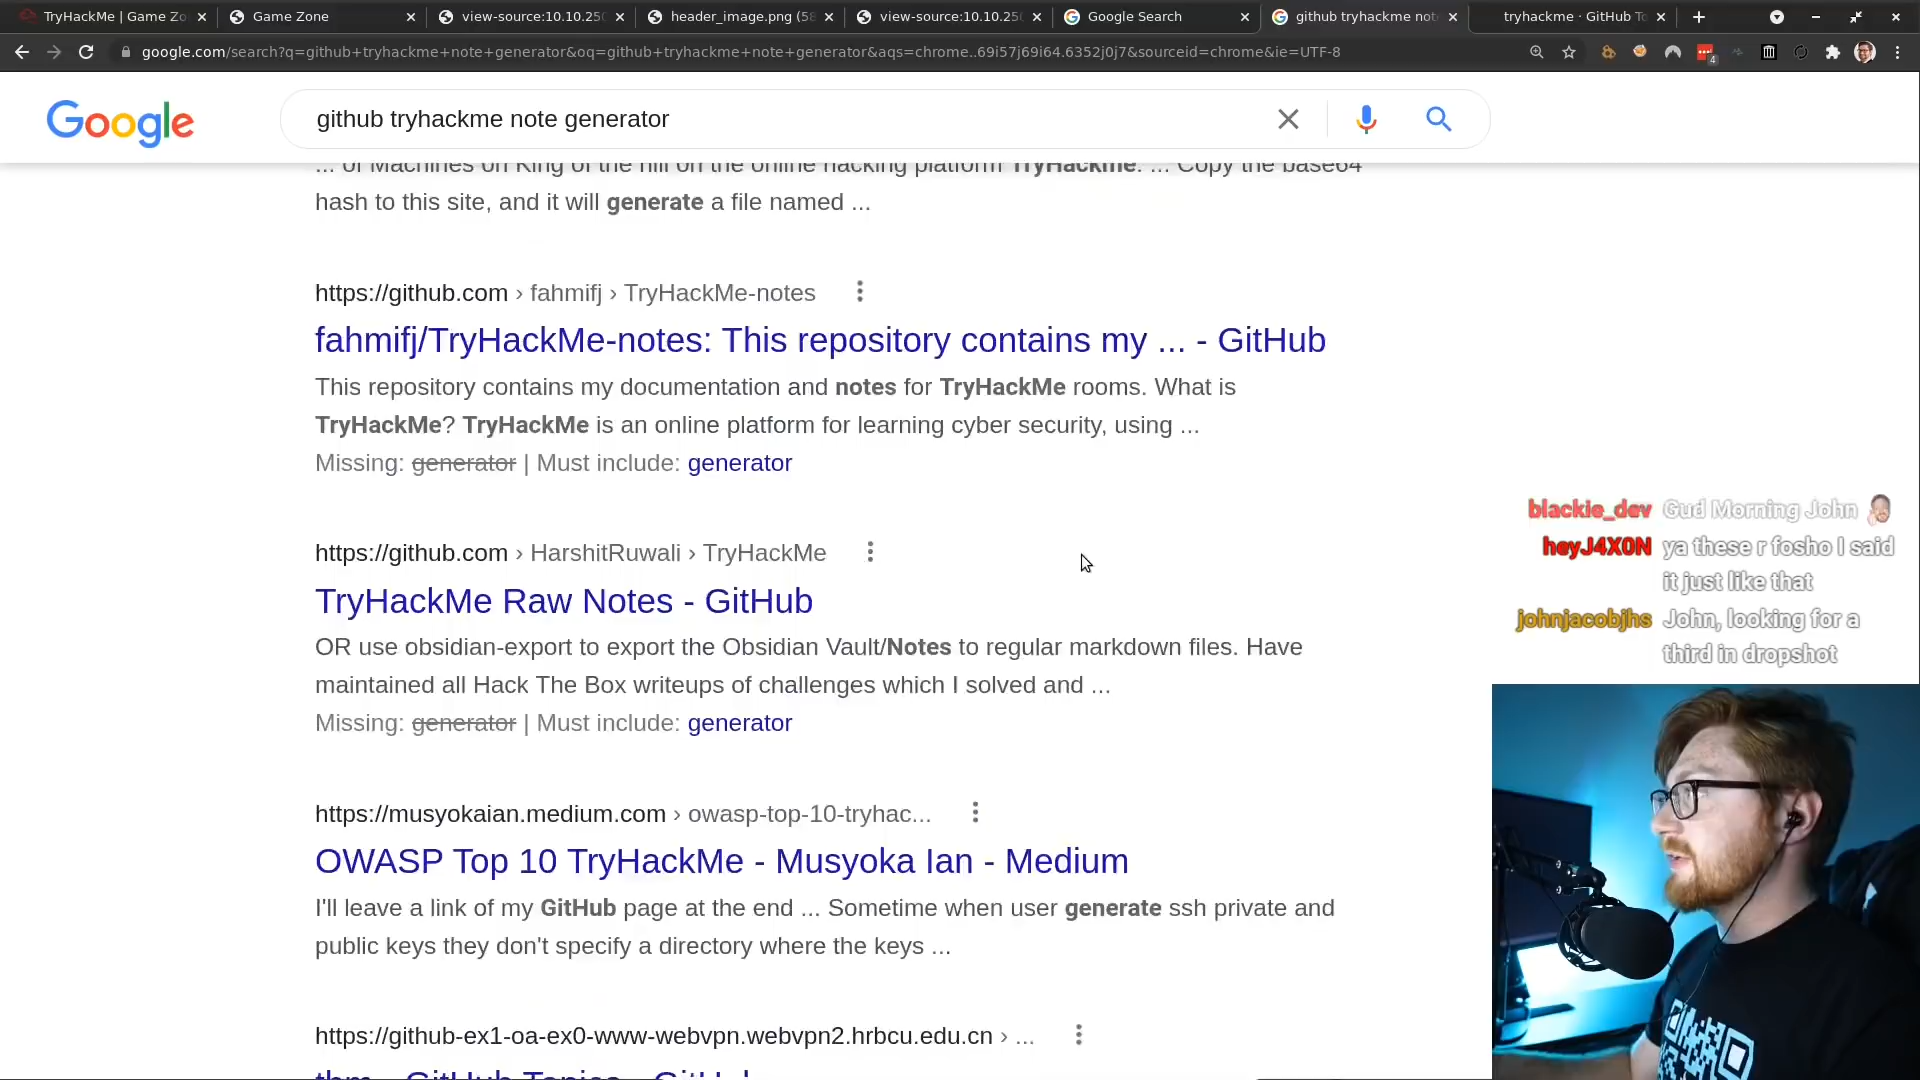 TryHackMe | Game Zo
Game Zone
view-source:10.10.250
header_image.png (58
view-source:10.10.25
Google Search
github tryhackme not
tryhackme · GitHub To
google.com/search?q=github+tryhackme+note+generator&oq=github+tryhackme+note+generator&aqs=chrome..69i57j69i64.6352j0j7&sourceid=chrome&ie=UTF-8
4
Google
github tryhackme note generator
... of Machines on King of the hill on the online hacking platform TryHackme. ... Copy the base64
hash to this site, and it will generate a file named ...
https://github.com › fahmifj › TryHackMe-notes
fahmifj/TryHackMe-notes: This repository contains my ... - GitHub
This repository contains my documentation and notes for TryHackMe rooms. What is
TryHackMe? TryHackMe is an online platform for learning cyber security, using ...
Missing: generator | Must include: generator
https://github.com › HarshitRuwali › TryHackMe
TryHackMe Raw Notes - GitHub
OR use obsidian-export to export the Obsidian Vault/Notes to regular markdown files. Have
maintained all Hack The Box writeups of challenges which I solved and ...
Missing: generator | Must include: generator
https://musyokaian.medium.com › owasp-top-10-tryhac...
OWASP Top 10 TryHackMe - Musyoka Ian - Medium
I'll leave a link of my GitHub page at the end ... Sometime when user generate ssh private and
public keys they don't specify a directory where the keys ...
https://github-ex1-oa-ex0-www-webvpn.webvpn2.hrbcu.edu.cn › ...
thm · GitHub Topics · GitHub
blackie_dev Gud Morning John
heyJ4X0N ya these r fosho I said
it just like that
johnjacobjhs John, looking for a
third in dropshot